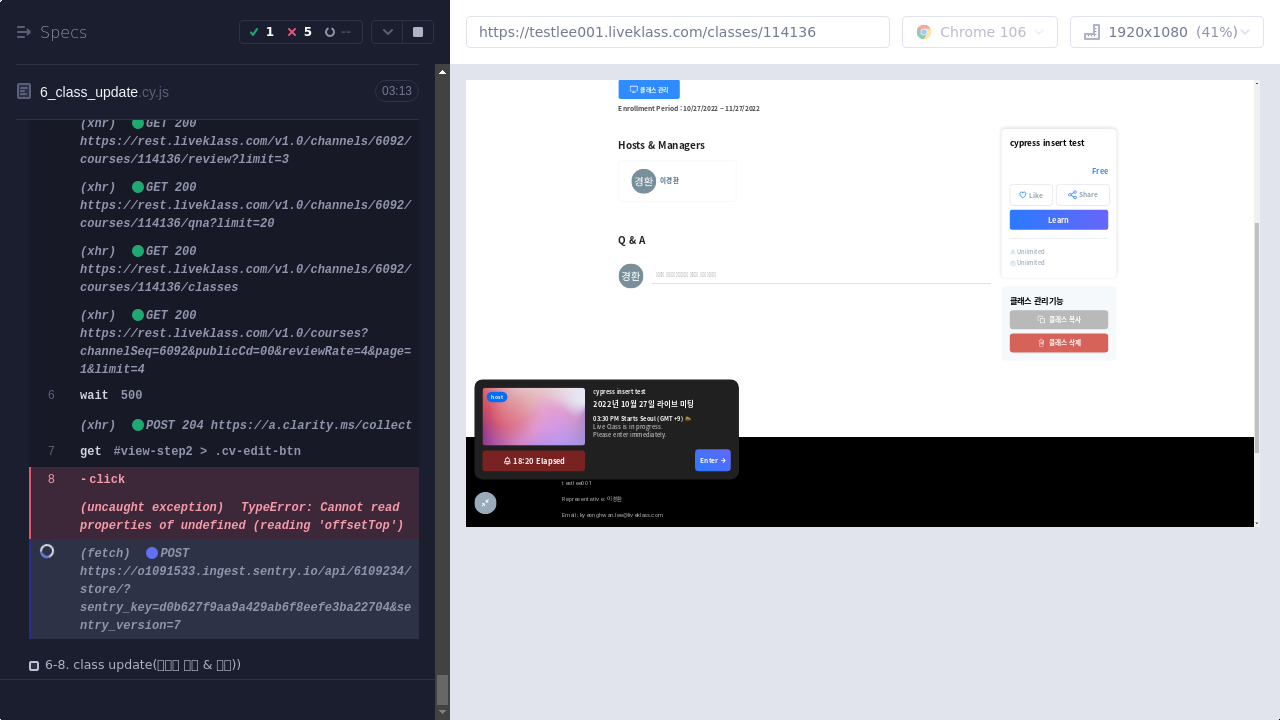 Specs
1
5
--
https://testlee001.liveklass.com/classes/114136
Chrome 106
1920x1080 (41%)
6_class_update.cy.js
03:13
(xhr) GET 200
https://rest.liveklass.com/v1.0/channels/6092/
courses/114136/review?limit=3
(xhr) GET 200
https://rest.liveklass.com/v1.0/channels/6092/
courses/114136/qna?limit=20
(xhr) GET 200
https://rest.liveklass.com/v1.0/channels/6092/
courses/114136/classes
(xhr) GET 200
https://rest.liveklass.com/v1.0/courses?
channelSeq=6092&publicCd=00&reviewRate=4&page=
1&limit=4
6 wait 500
(xhr) POST 204 https://a.clarity.ms/collect
7 get #view-step2 > .cv-edit-btn
8 -click
(uncaught exception) TypeError: Cannot read
properties of undefined (reading 'offsetTop')
(fetch) POST
https://o1091533.ingest.sentry.io/api/6109234/
store/?
sentry_key=d0b627f9aa9a429ab6f8eefe3ba22704&se
ntry_version=7
6-8. class update( & ))
클래스 관리
Enrollment Period : 10/27/2022 ~ 11/27/2022
Hosts & Managers
경환 이경환
Q & A
경환
cypress insert test
Free
Like
Share
Learn
Unlimited
Unlimited
클래스 관리기능
클래스 복사
클래스 삭제
host
cypress insert test
2022년 10월 27일 라이브 미팅
03:30 PM Starts Seoul (GMT +9)
Live Class is in progress.
Please enter immediately.
18:20 Elapsed
Enter →
testlee001
Representative: 이경환
Email: kyeonghwan.lee@liveklass.com